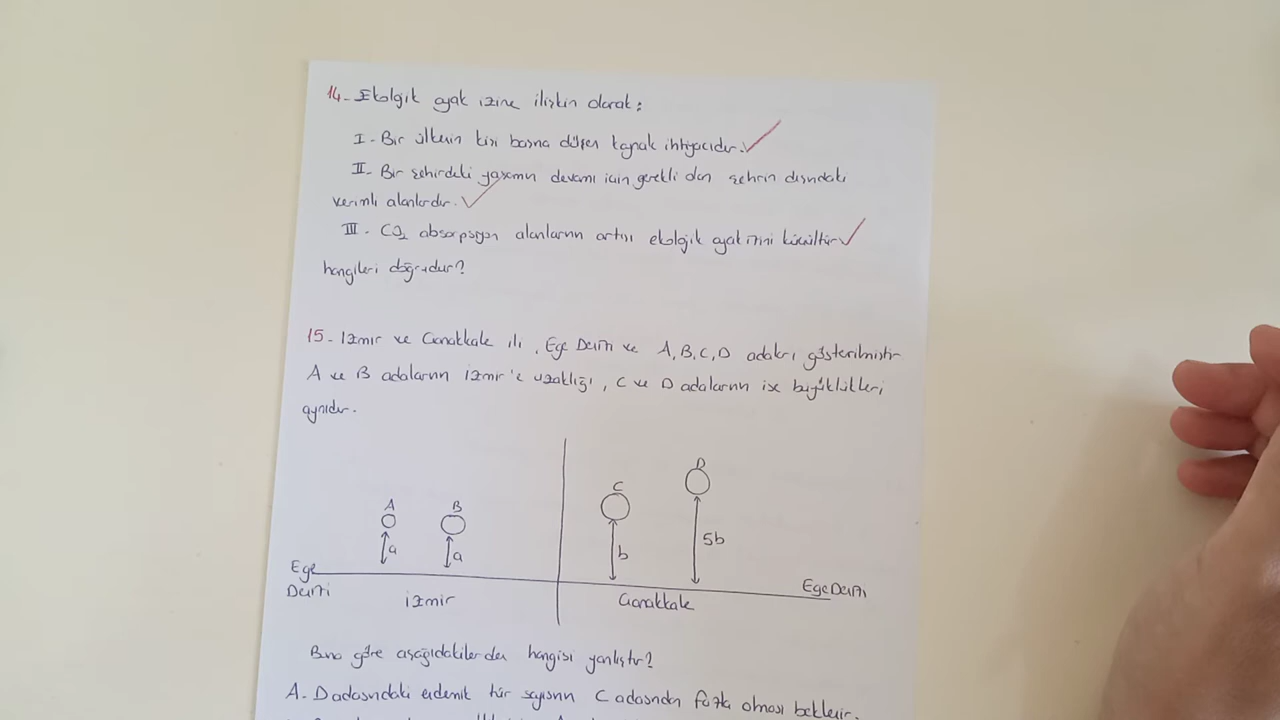 14- Ekolojik ayak izine ilişkin olarak;
I- Bir ülkenin kişi başına düşen kaynak ihtiyacıdır.
II- Bir şehirdeki yaşamın devamı için gerekli olan şehrin dışındaki
verimli alanlardır.
III- CO2 absorpsiyon alanlarının artışı ekolojik ayak izini küçültür
hangileri doğrudur?
15- İzmir ve Çanakkale ili, Ege Denizi ve A,B,C,D adaları gösterilmiştir
A ve B adalarının İzmir'e uzaklığı, C ve D adalarının ise büyüklükleri
aynıdır.
A B C D
a a b 5b
Ege Denizi İzmir Çanakkale Ege Denizi
Buna göre aşağıdakilerden hangisi yanlıştır?
A- D adasındaki endemik tür sayısının C adasından fazla olması beklenir.